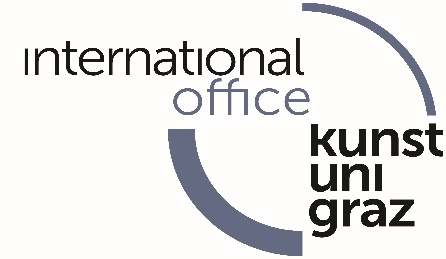 international
office
kunst
uni
graz